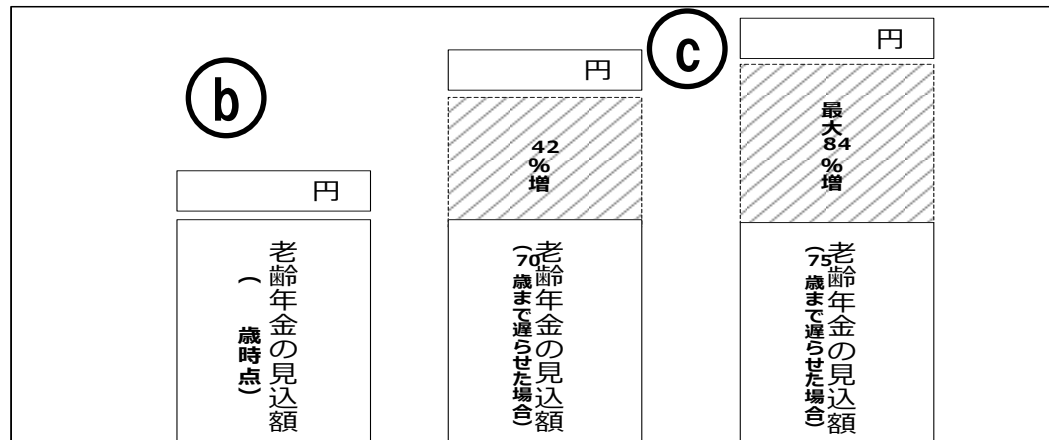 b
円
老齢年金の見込額
(　　歳時点)
円
42%増
老齢年金の見込額
(70歳まで遅らせた場合)
c
円
最大84%増
老齢年金の見込額
(75歳まで遅らせた場合)